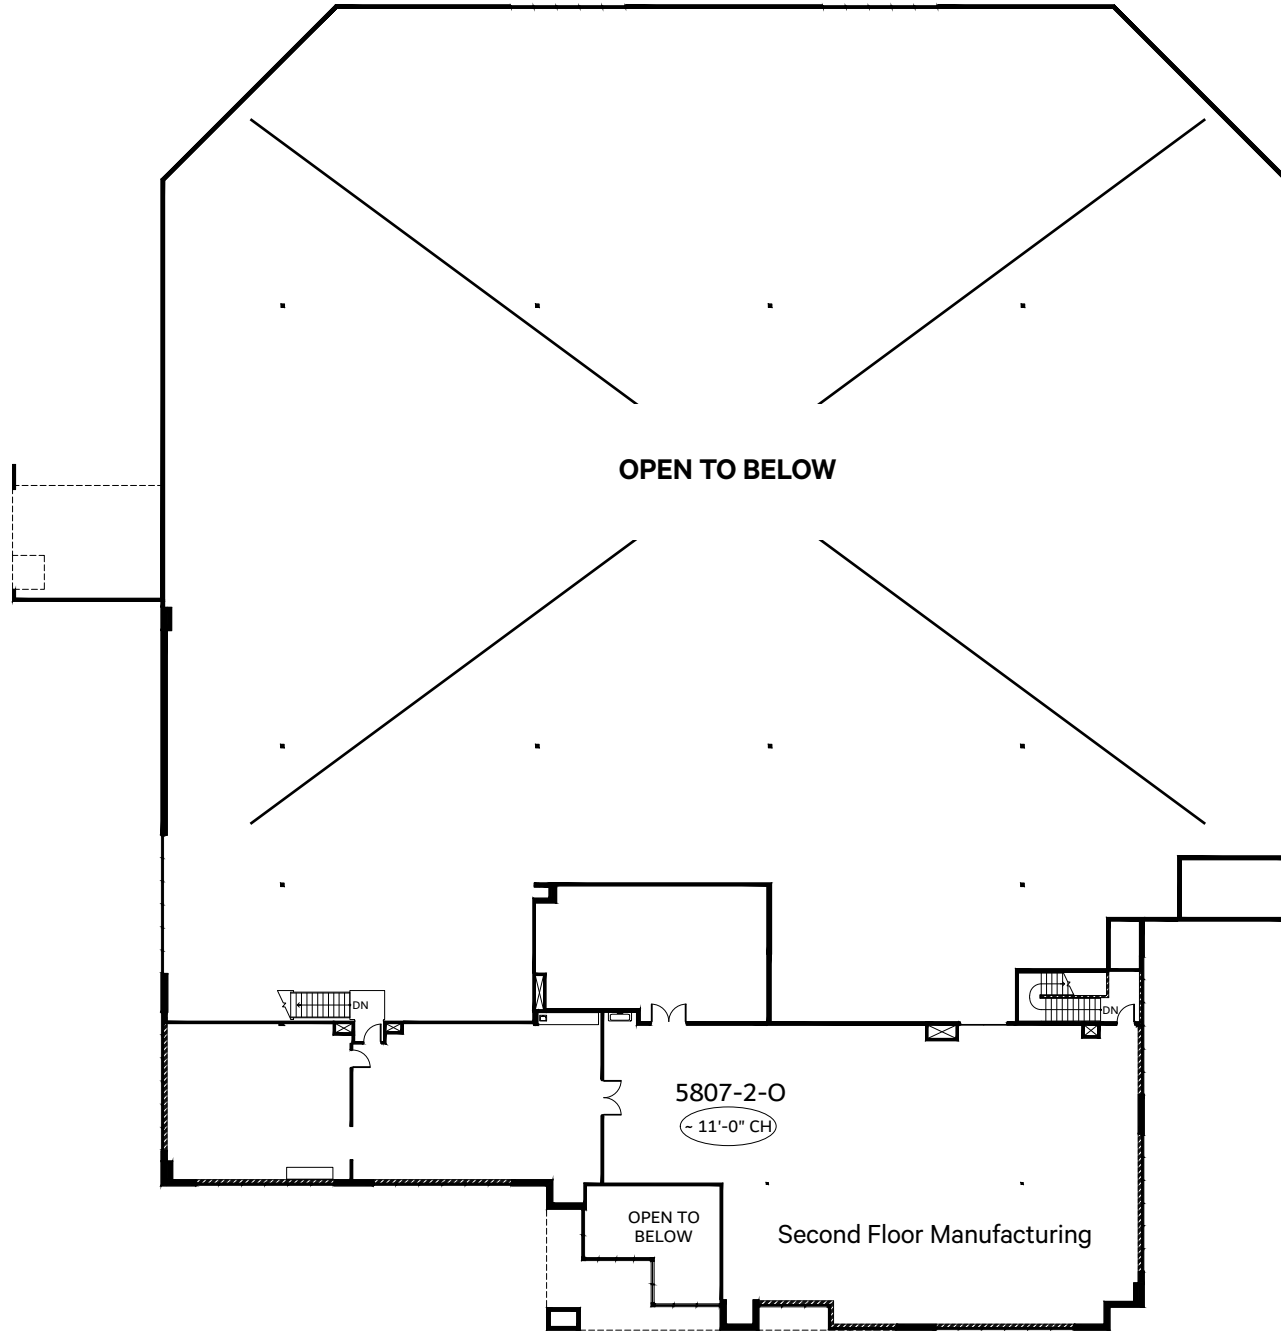 OPEN TO BELOW
DN
DN
5807-2-O
~ 11'-0" CH
OPEN TO
BELOW
Second Floor Manufacturing